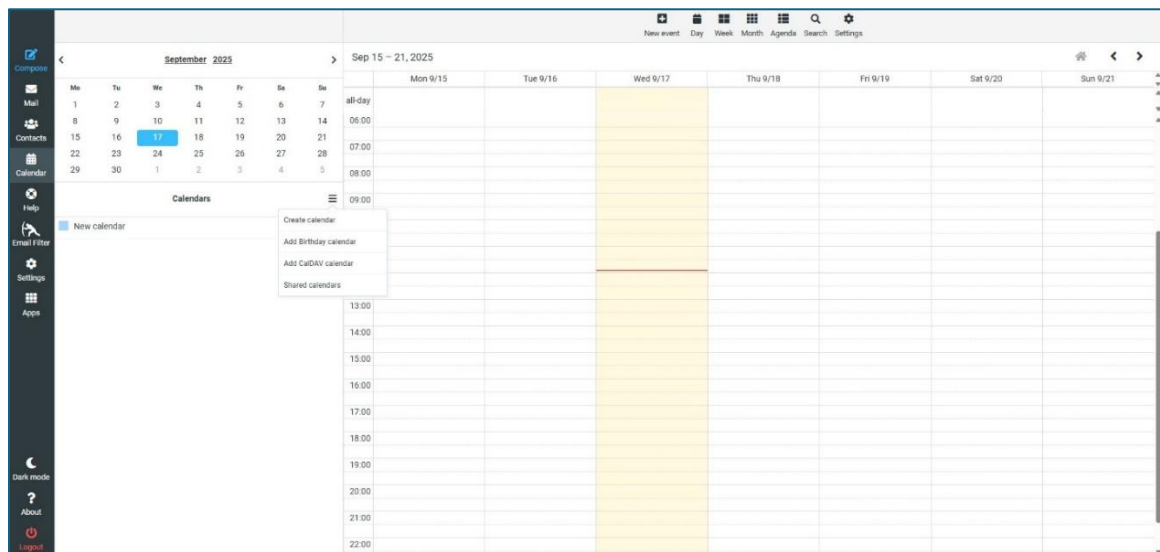 New event Day Week Month Agenda Search Settings
Compose
Mail
Contacts
Calendar
Help
Email Filter
Settings
Apps
Dark mode
About
Logout
September 2025
Mo Tu We Th Fr Sa Su
1 2 3 4 5 6 7
8 9 10 11 12 13 14
15 16 17 18 19 20 21
22 23 24 25 26 27 28
29 30 1 2 3 4 5
Calendars
New calendar
Create calendar
Add Birthday calendar
Add CalDAV calendar
Shared calendars
Sep 15 – 21, 2025
Mon 9/15 Tue 9/16 Wed 9/17 Thu 9/18 Fri 9/19 Sat 9/20 Sun 9/21
all-day
06:00
07:00
08:00
09:00
13:00
14:00
15:00
16:00
17:00
18:00
19:00
20:00
21:00
22:00